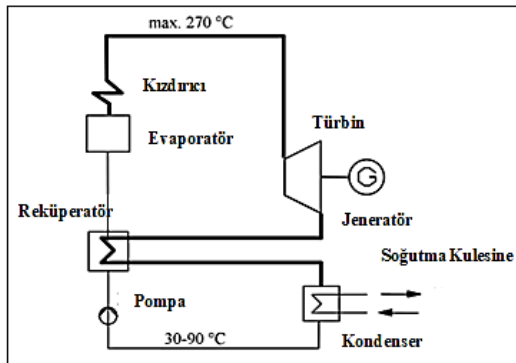 max. 270 °C
Kızdırıcı
Türbin
Evaporatör
G
Reküperatör
Jeneratör
Soğutma Kulesine
Pompa
30-90 °C
Kondenser